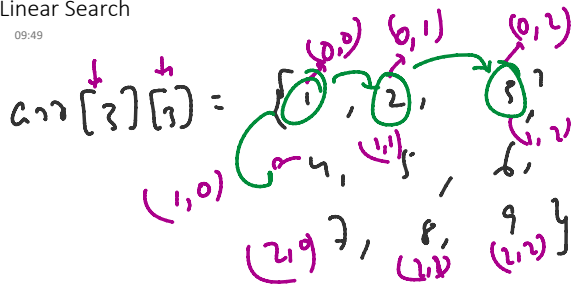 Linear Search
09:49
(0,0) (0,1) (0,2)
arr[3][3] = { 1, 2, 3,
(1,1) (1,2)
4, 5, 6,
(1,0)
7, 8, 9 }
(2,0) (2,1) (2,2)